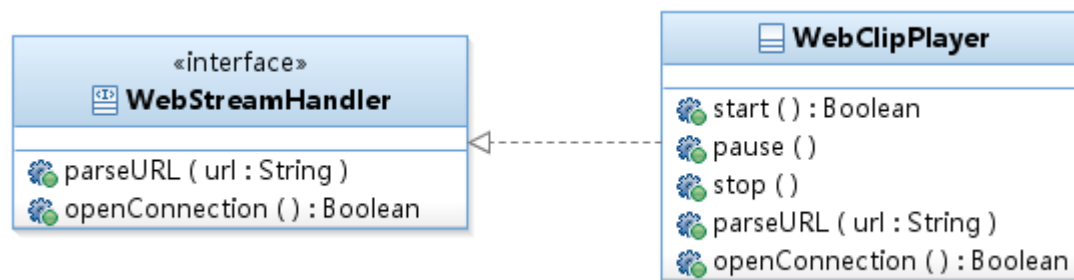 «interface»
WebStreamHandler
parseURL ( url : String )
openConnection ( ) : Boolean
WebClipPlayer
start ( ) : Boolean
pause ( )
stop ( )
parseURL ( url : String )
openConnection ( ) : Boolean